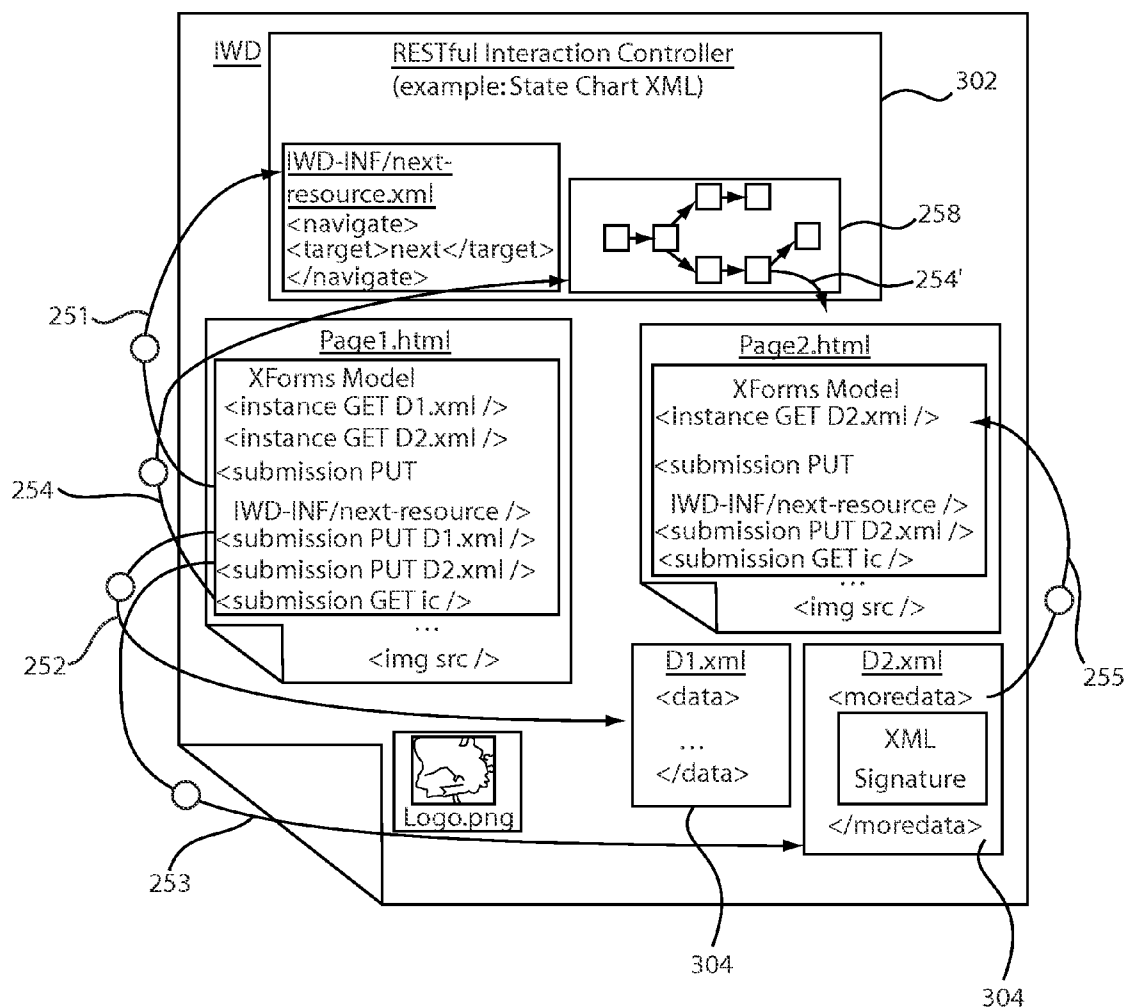 IWD
RESTful Interaction Controller
(example: State Chart XML)
302
IWD-INF/next-
resource.xml
<navigate>
<target>next</target>
</navigate>
258
254'
251
Page1.html
XForms Model
<instance GET D1.xml />
<instance GET D2.xml />
<submission PUT
IWD-INF/next-resource />
<submission PUT D1.xml />
<submission PUT D2.xml />
<submission GET ic />
...
<img src />
Page2.html
XForms Model
<instance GET D2.xml />
<submission PUT
IWD-INF/next-resource />
<submission PUT D2.xml />
<submission GET ic />
...
<img src />
254
252
255
D1.xml
<data>
...
</data>
D2.xml
<moredata>
XML
Signature
</moredata>
Logo.png
253
304
304